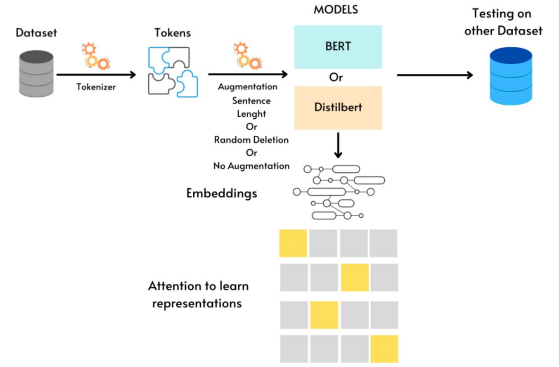 MODELS
Testing on
other Dataset
Dataset
Tokens
BERT
Tokenizer
Augmentation
Sentence
Lenght
Or
Random Deletion
Or
No Augmentation
Or
Distilbert
Embeddings
Attention to learn
representations